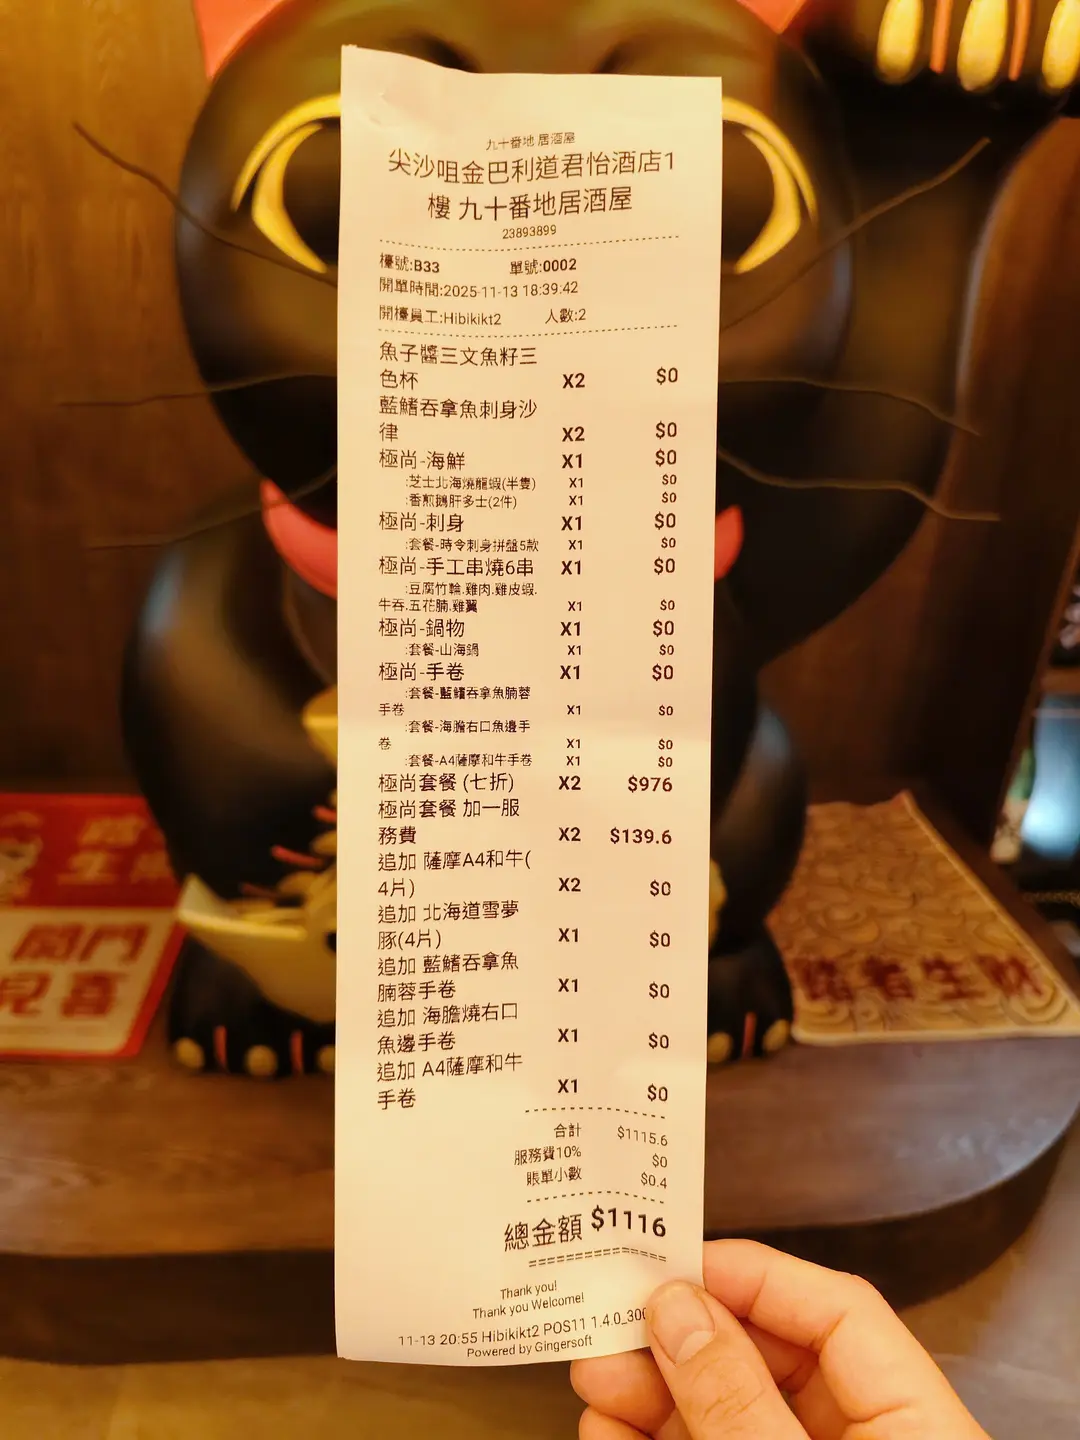 九十番地 居酒屋
尖沙咀金巴利道君怡酒店1
樓 九十番地居酒屋
23893899
檯號:B33 單號:0002
開單時間:2025-11-13 18:39:42
開檯員工:Hibikikt2 人數:2
魚子醬三文魚籽三
色杯 X2 $0
藍鰭吞拿魚刺身沙
律 X2 $0
極尚-海鮮 X1 $0
:芝士北海燒龍蝦(半隻) X1 $0
:香煎鵝肝多士(2件) X1 $0
極尚-刺身 X1 $0
:套餐-時令刺身拼盤5款 X1 $0
極尚-手工串燒6串 X1 $0
:豆腐竹輪.雞肉.雞皮蝦.
牛舌.五花腩.雞翼 X1 $0
極尚-鍋物 X1 $0
:套餐-山海鍋 X1 $0
極尚-手卷 X1 $0
:套餐-藍鰭吞拿魚腩蓉
手卷 X1 $0
:套餐-海膽右口魚邊手
卷 X1 $0
:套餐-A4薩摩和牛手卷 X1 $0
極尚套餐 (七折) X2 $976
極尚套餐 加一服
務費 X2 $139.6
追加 薩摩A4和牛(
4片) X2 $0
追加 北海道雪夢
豚(4片) X1 $0
追加 藍鰭吞拿魚
腩蓉手卷 X1 $0
追加 海膽燒右口
魚邊手卷 X1 $0
追加 A4薩摩和牛
手卷 X1 $0
合計 $1115.6
服務費10% $0
賬單小數 $0.4
總金額 $1116
Thank you!
Thank you Welcome!
11-13 20:55 Hibikikt2 POS11 1.4.0_300
Powered by Gingersoft
開門
見喜
踏者生財